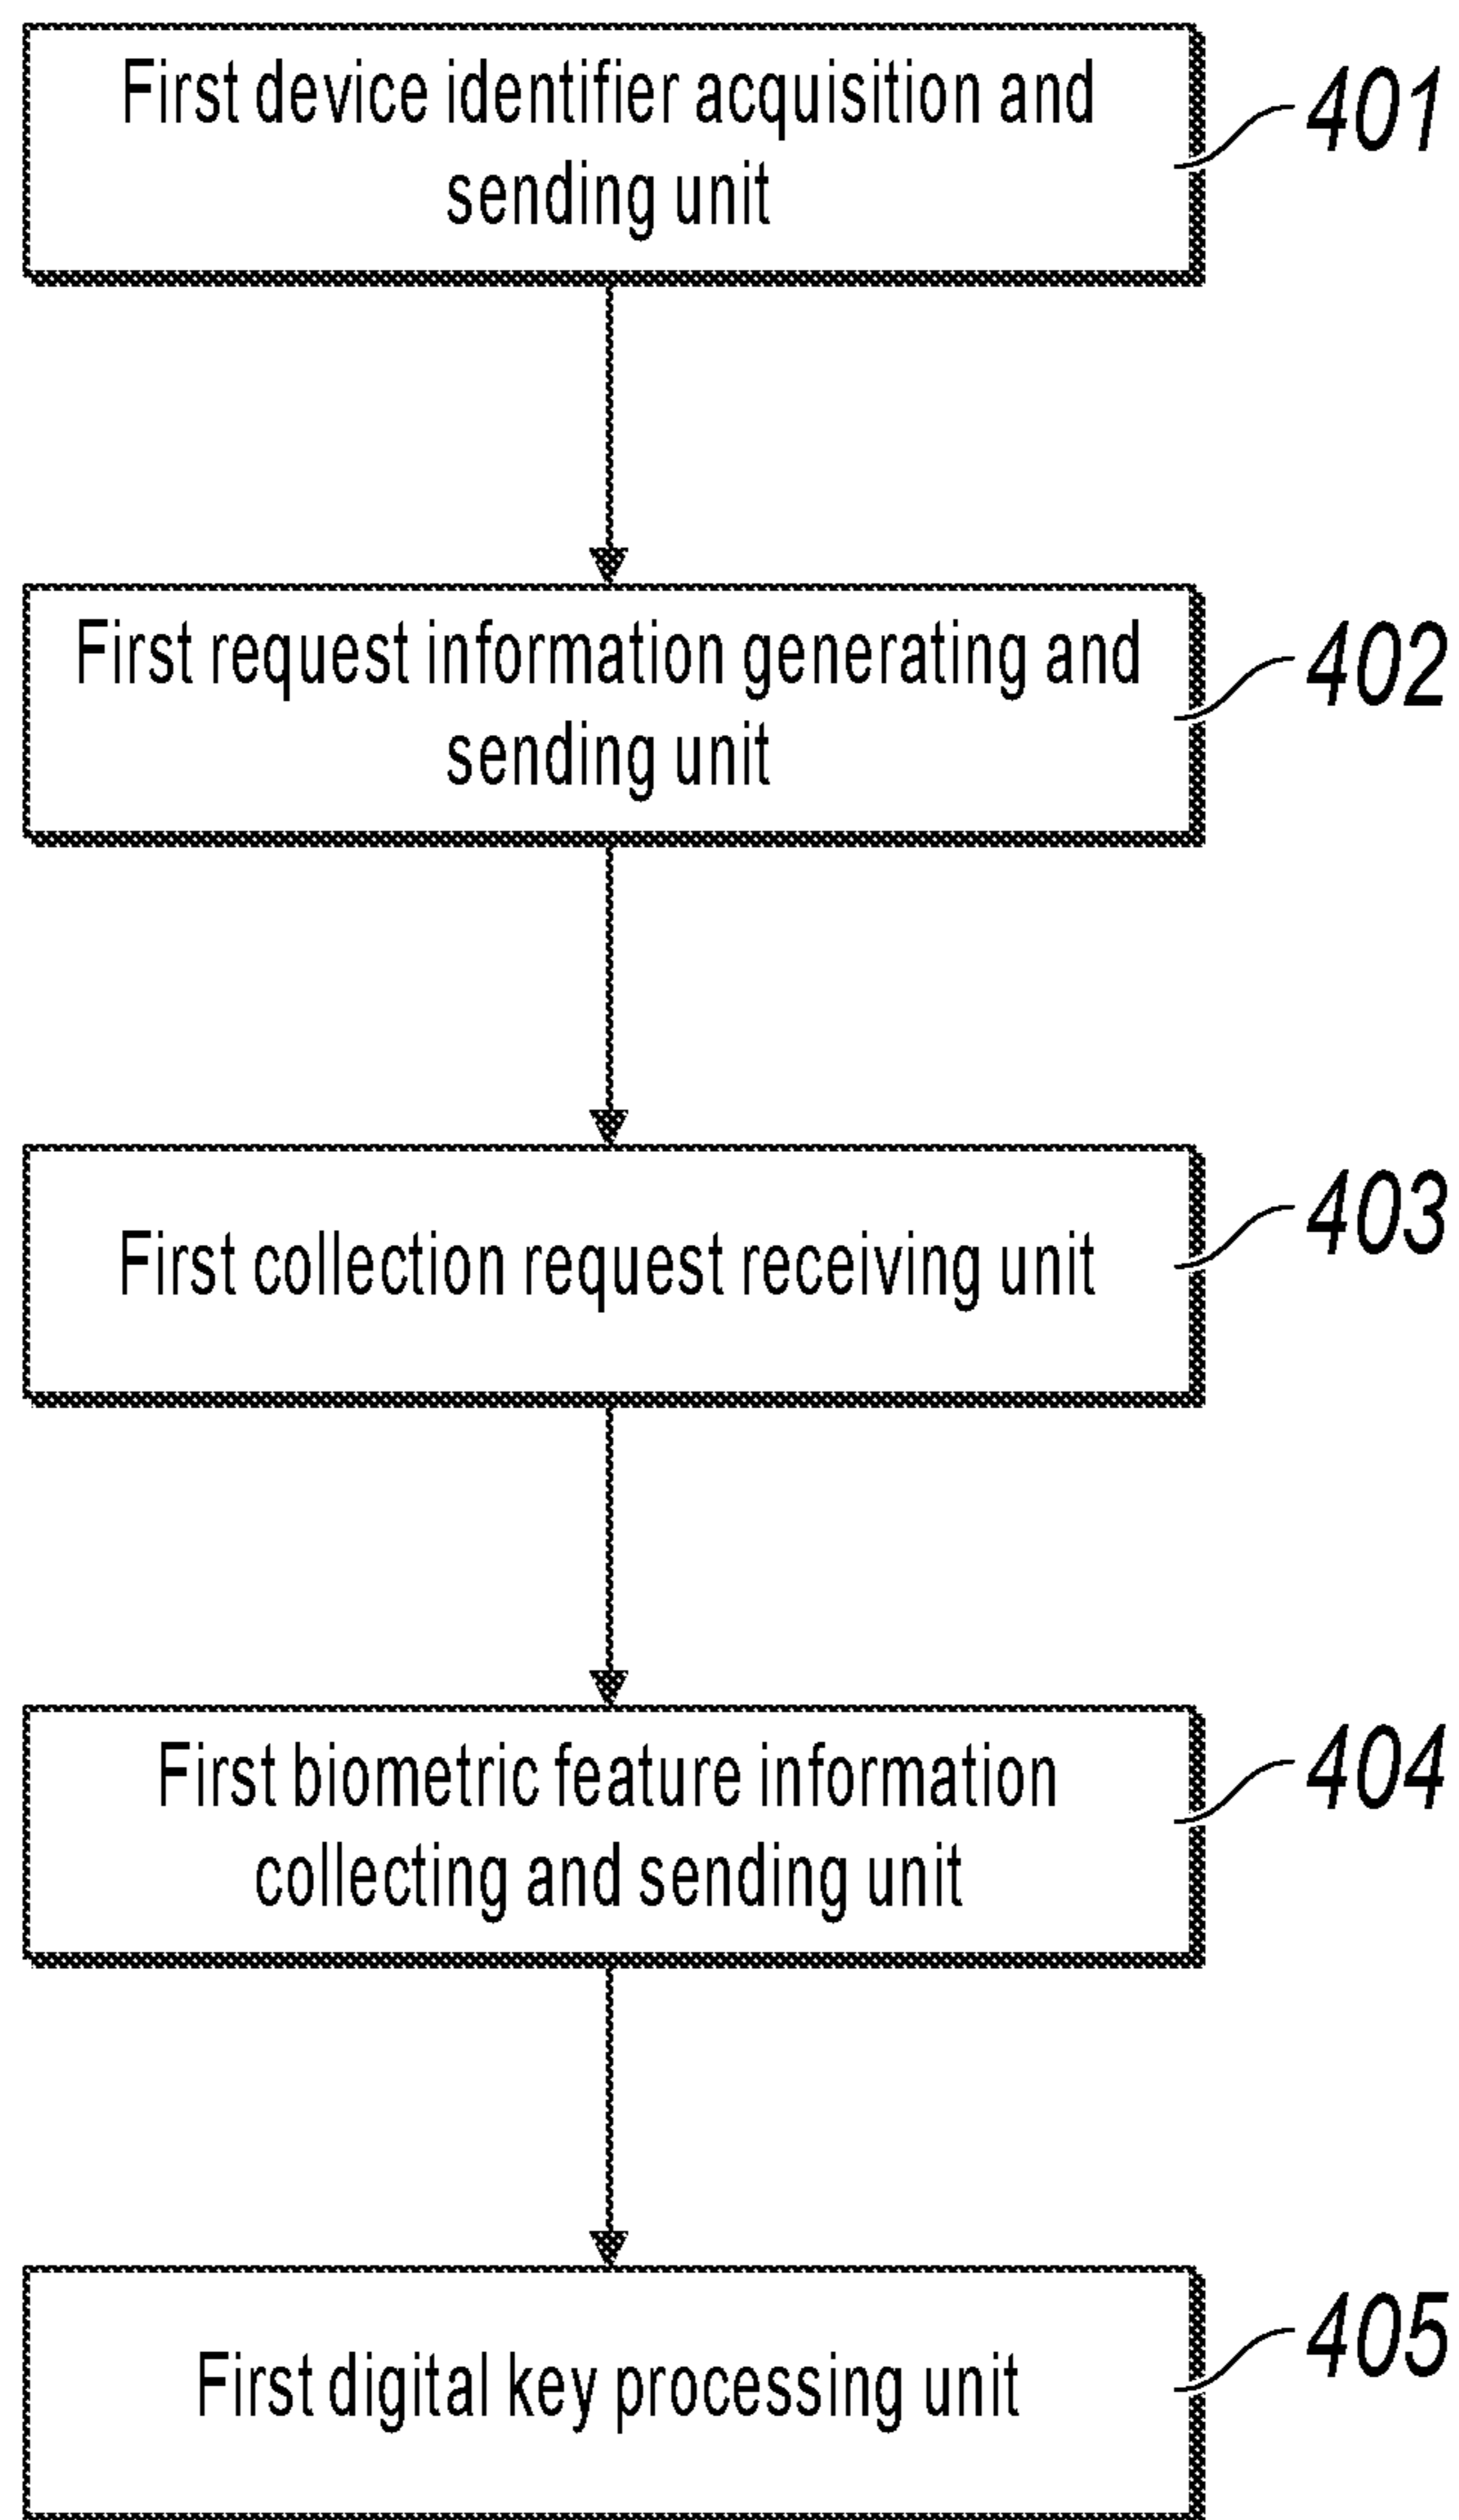 First device identifier acquisition and
sending unit
401
First request information generating and
sending unit
402
First collection request receiving unit
403
First biometric feature information
collecting and sending unit
404
First digital key processing unit
405